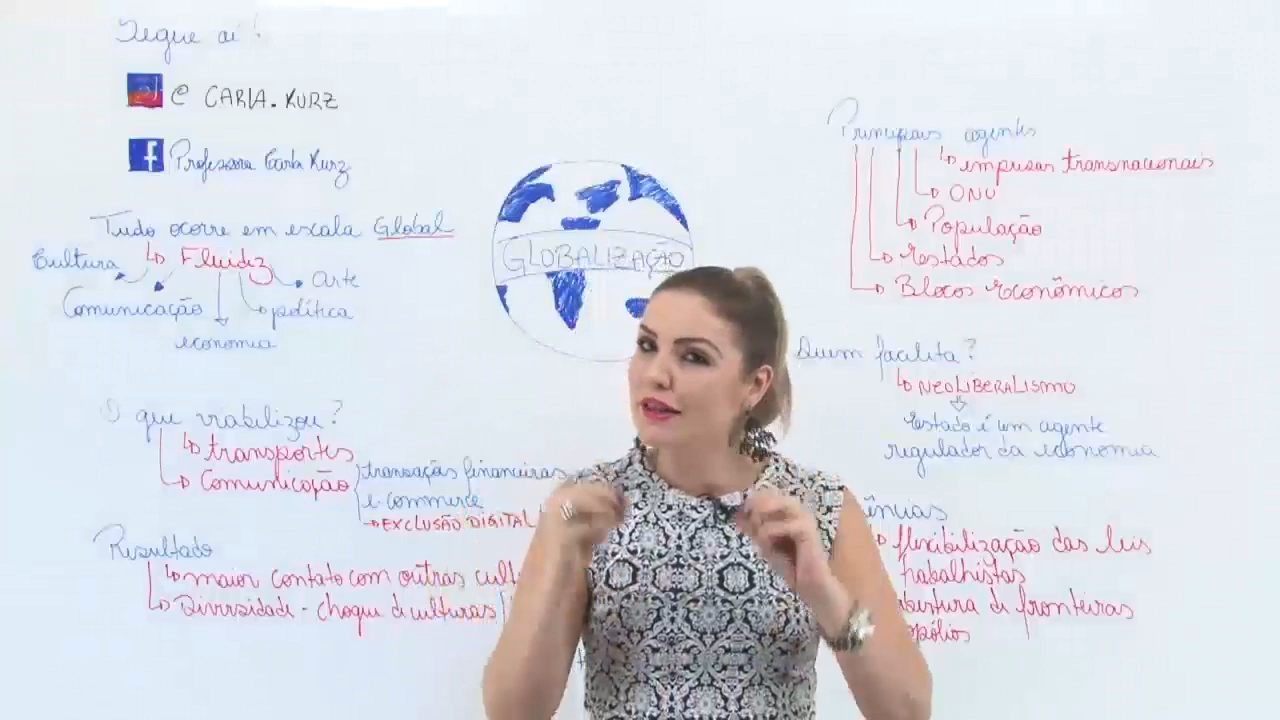 Segue aí!
@ CARLA.KURZ
f Professora Carla Kurz
Tudo ocorre em escala Global
Fluidez
Cultura
Comunicação
economia
política
Arte
O que viabilizou?
transportes
Comunicação
transações financeiras
e-commerce
EXCLUSÃO DIGITAL
Resultado
maior contato com outras
Diversidade - choque de culturas
GLOBALIZAÇÃO
Principais agentes
empresas transnacionais
ONU
População
Estados
Blocos Econômicos
Quem facilita?
NEOLIBERALISMO
Estado é um agente
regulador da economia
flexibilização das leis
trabalhistas
abertura de fronteiras